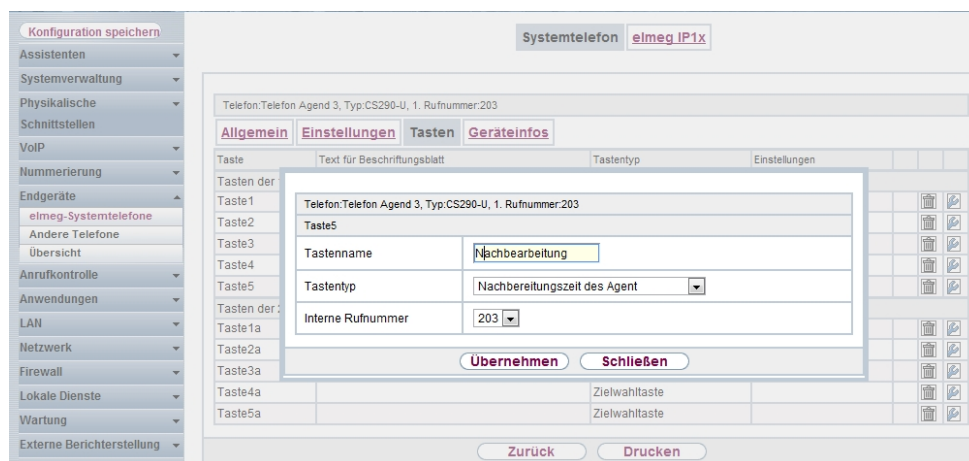 Konfiguration speichern
Assistenten
Systemverwaltung
Physikalische
Schnittstellen
VoIP
Nummerierung
Endgeräte
elmeg-Systemtelefone
Andere Telefone
Übersicht
Anrufkontrolle
Anwendungen
LAN
Netzwerk
Firewall
Lokale Dienste
Wartung
Externe Berichterstellung
Systemtelefon elmeg IP1x
Telefon:Telefon Agend 3, Typ:CS290-U, 1. Rufnummer:203
Allgemein Einstellungen Tasten Geräteinfos
Taste Text für Beschriftungsblatt Tastentyp Einstellungen
Tasten der
Taste1
Taste2
Taste3
Taste4
Taste5
Tasten der
Taste1a
Taste2a
Taste3a
Taste4a Zielwahltaste
Taste5a Zielwahltaste
Telefon:Telefon Agend 3, Typ:CS290-U, 1. Rufnummer:203
Taste5
Tastenname Nachbearbeitung
Tastentyp Nachbereitungszeit des Agent
Interne Rufnummer 203
Übernehmen Schließen
Zurück Drucken